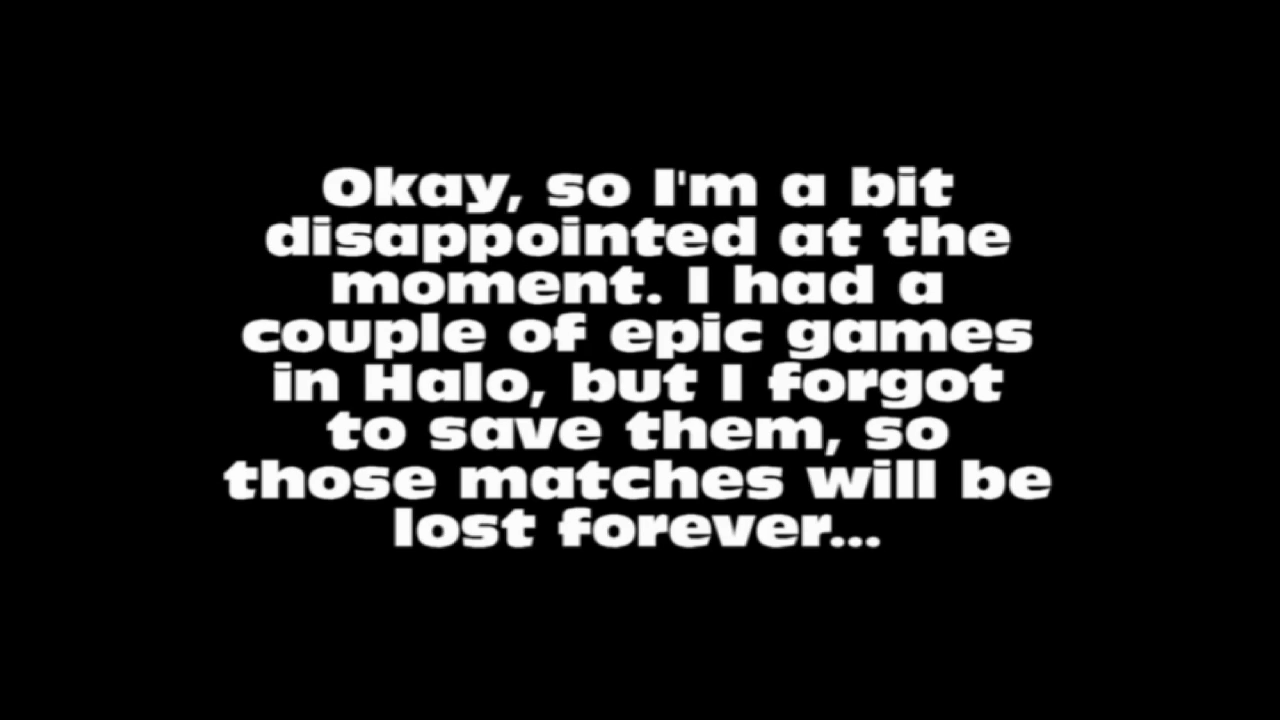 Okay, so I'm a bit
disappointed at the
moment. I had a
couple of epic games
in Halo, but I forgot
to save them, so
those matches will be
lost forever...